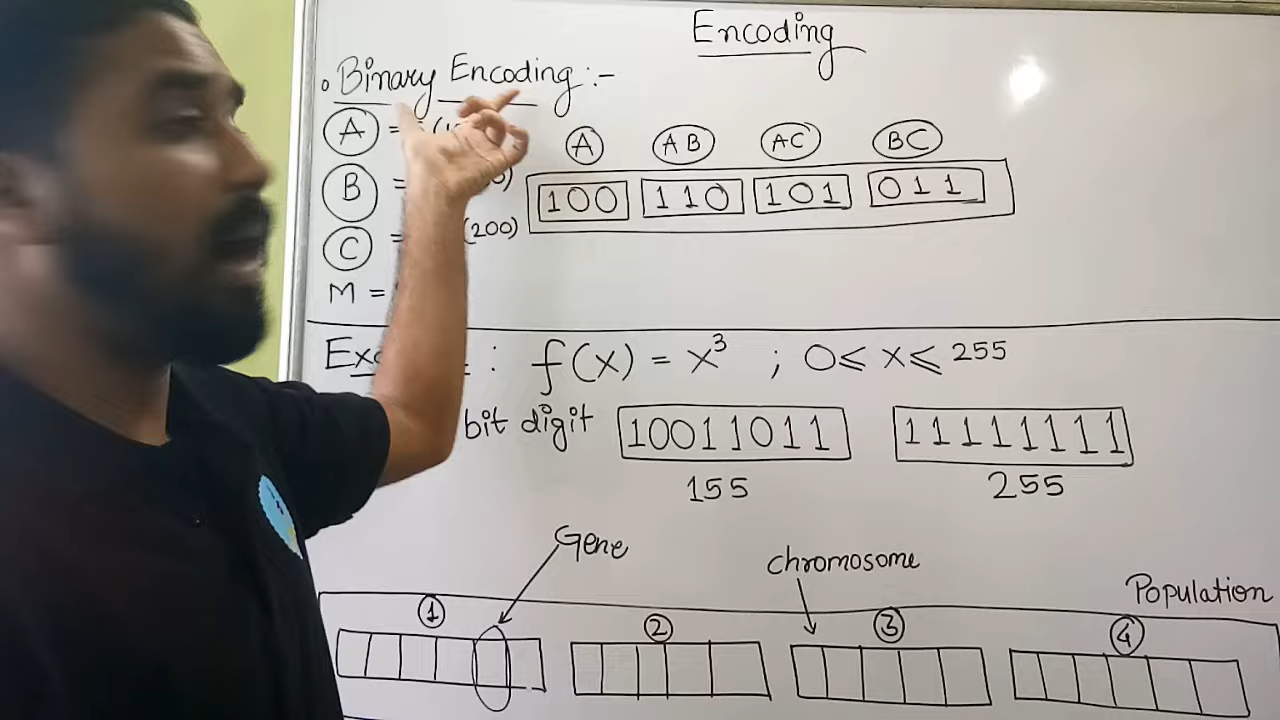 Encoding
Binary Encoding :-
A =
B =
C = (200)
M =
A AB AC BC
100 110 101 011
: f(x) = x³ ; 0 ≤ x ≤ 255
bit digit 10011011 11111111
155 255
Gene
chromosome
Population
1 2 3 4